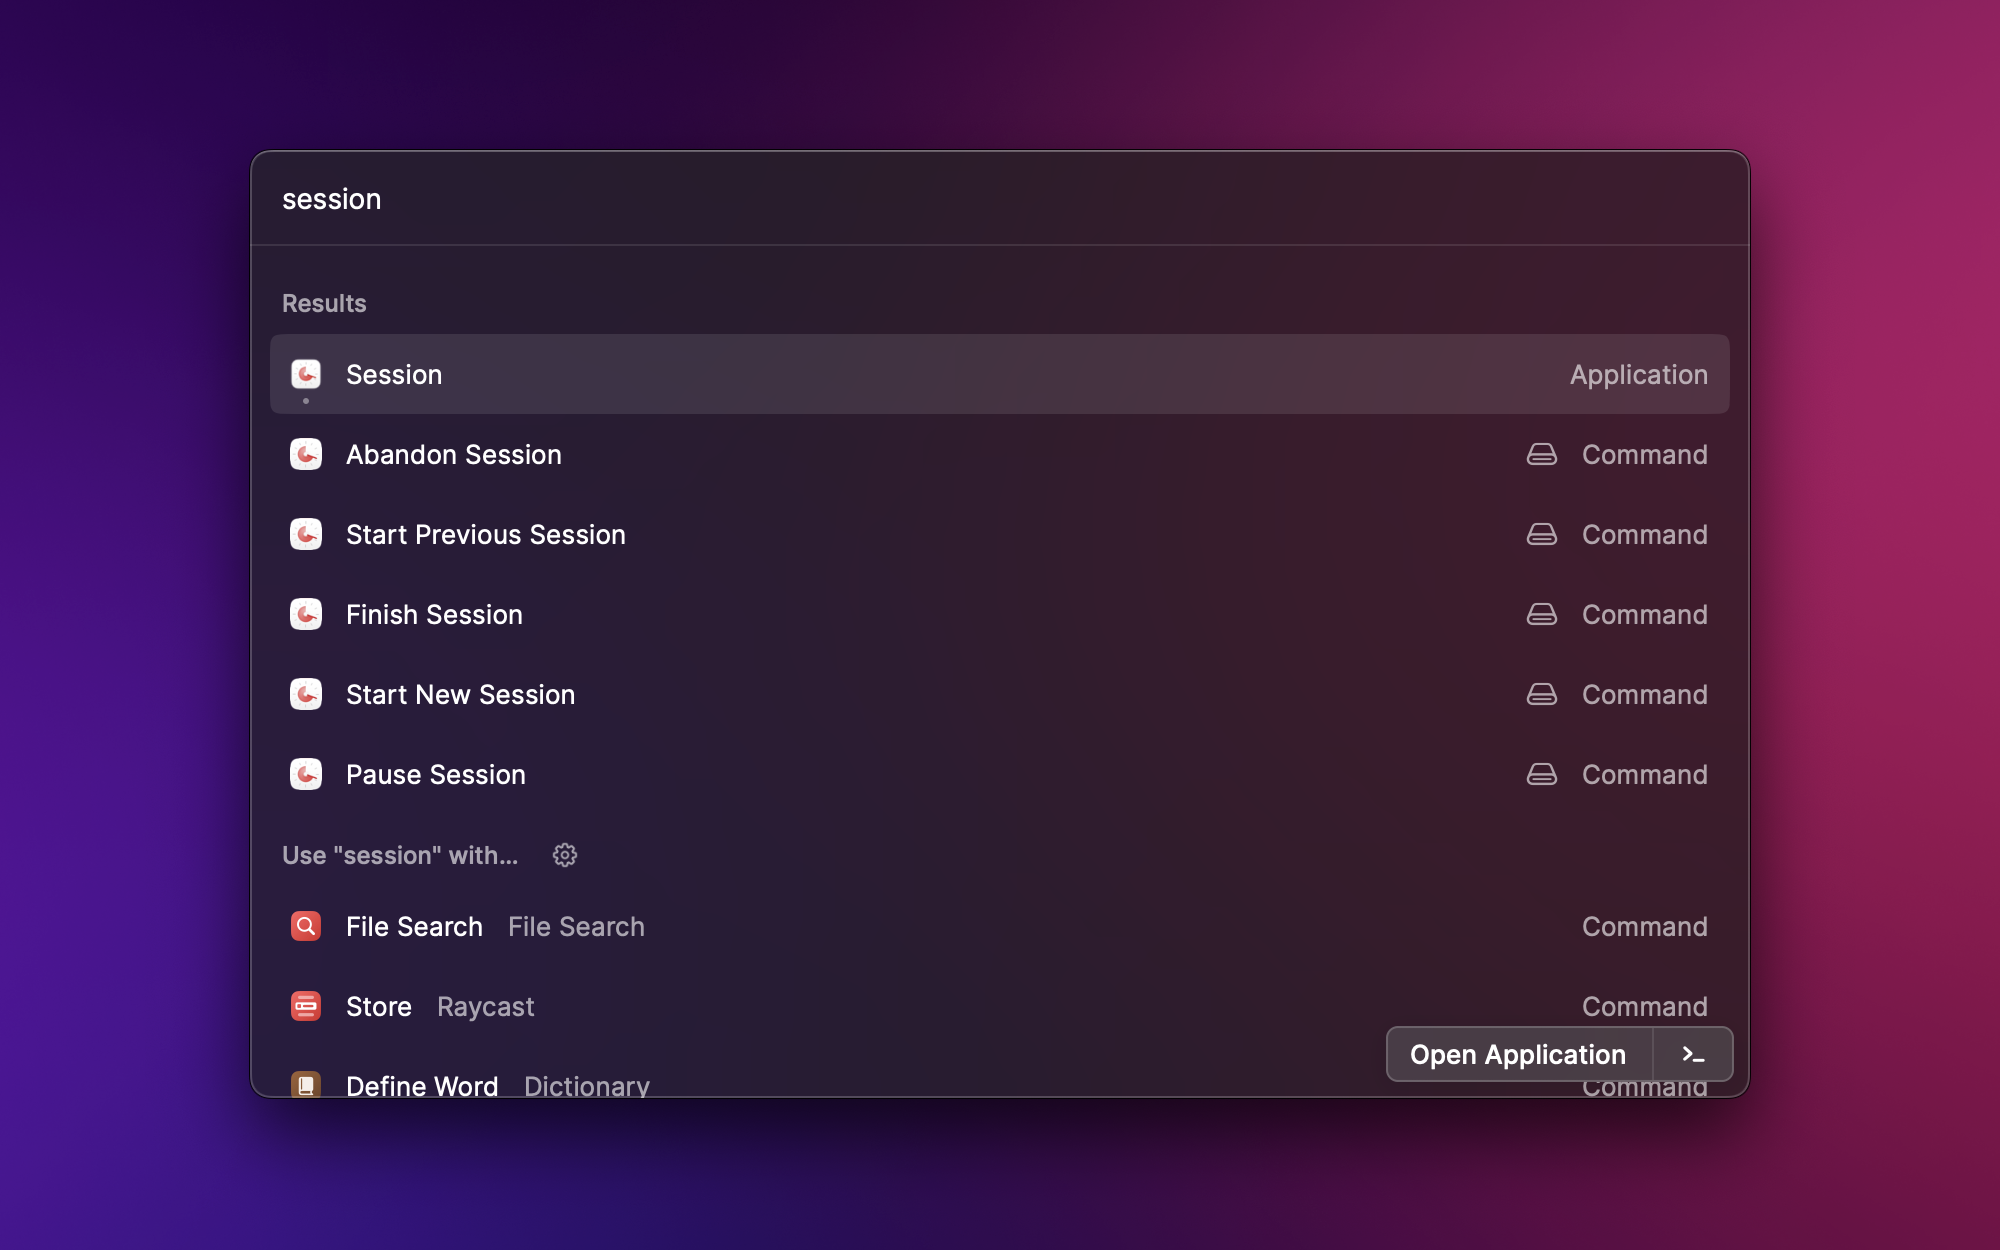 session
Results
Session Application
Abandon Session Command
Start Previous Session Command
Finish Session Command
Start New Session Command
Pause Session Command
Use "session" with...
File Search File Search Command
Store Raycast Command
Open Application >_
Define Word Dictionary Command